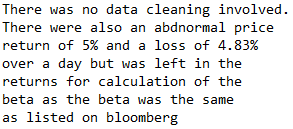 There was no data cleaning involved.
There were also an abdnormal price
return of 5% and a loss of 4.83%
over a day but was left in the
returns for calculation of the
beta as the beta was the same
as listed on bloomberg